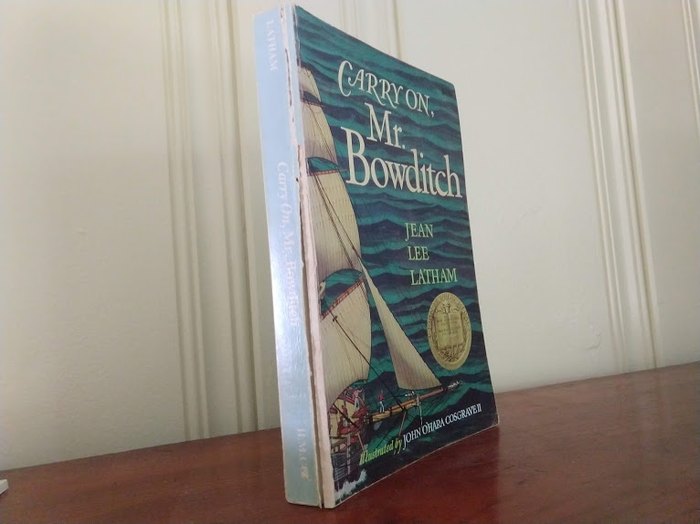 LATHAM
Carry On, Mr. Bowditch
CARRY ON,
Mr.
Bowditch
JEAN
LEE
LATHAM
Illustrated by JOHN O'HARA COSGRAVE II